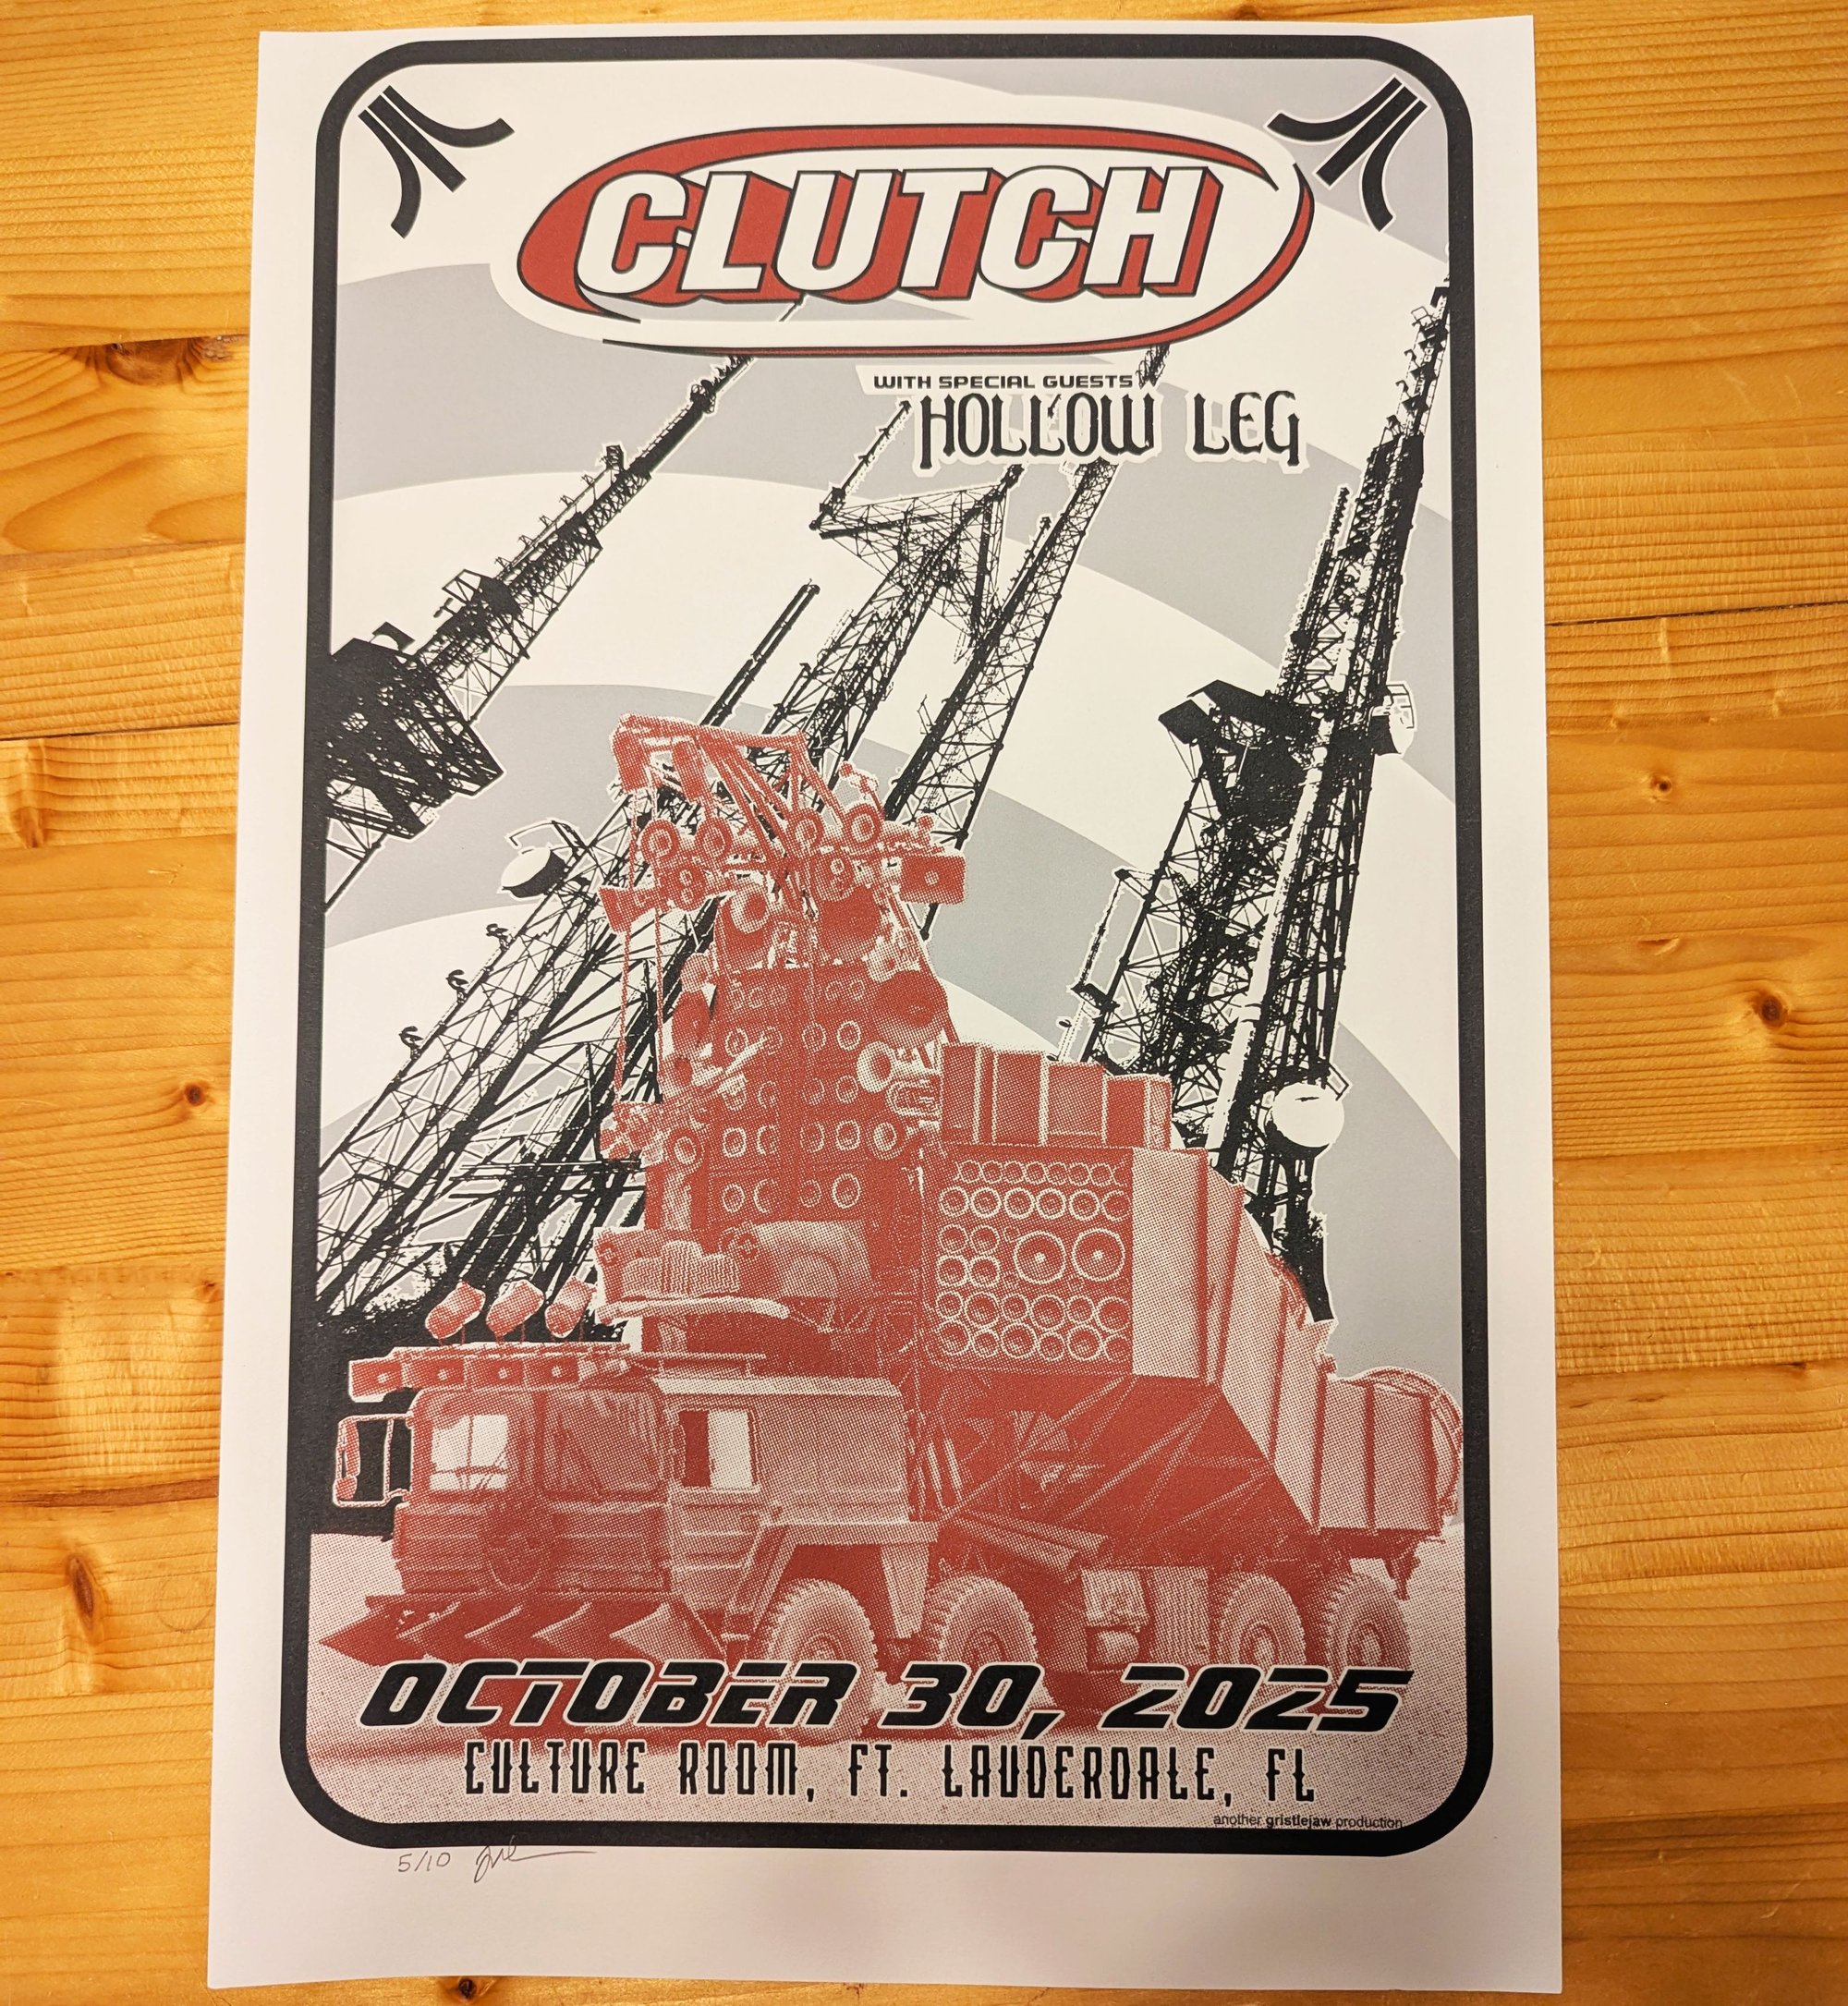 CLUTCH
WITH SPECIAL GUESTS
HOLLOW LEG
OCTOBER 30, 2025
CULTURE ROOM, FT. LAUDERDALE, FL
another gristlejaw production
5/10